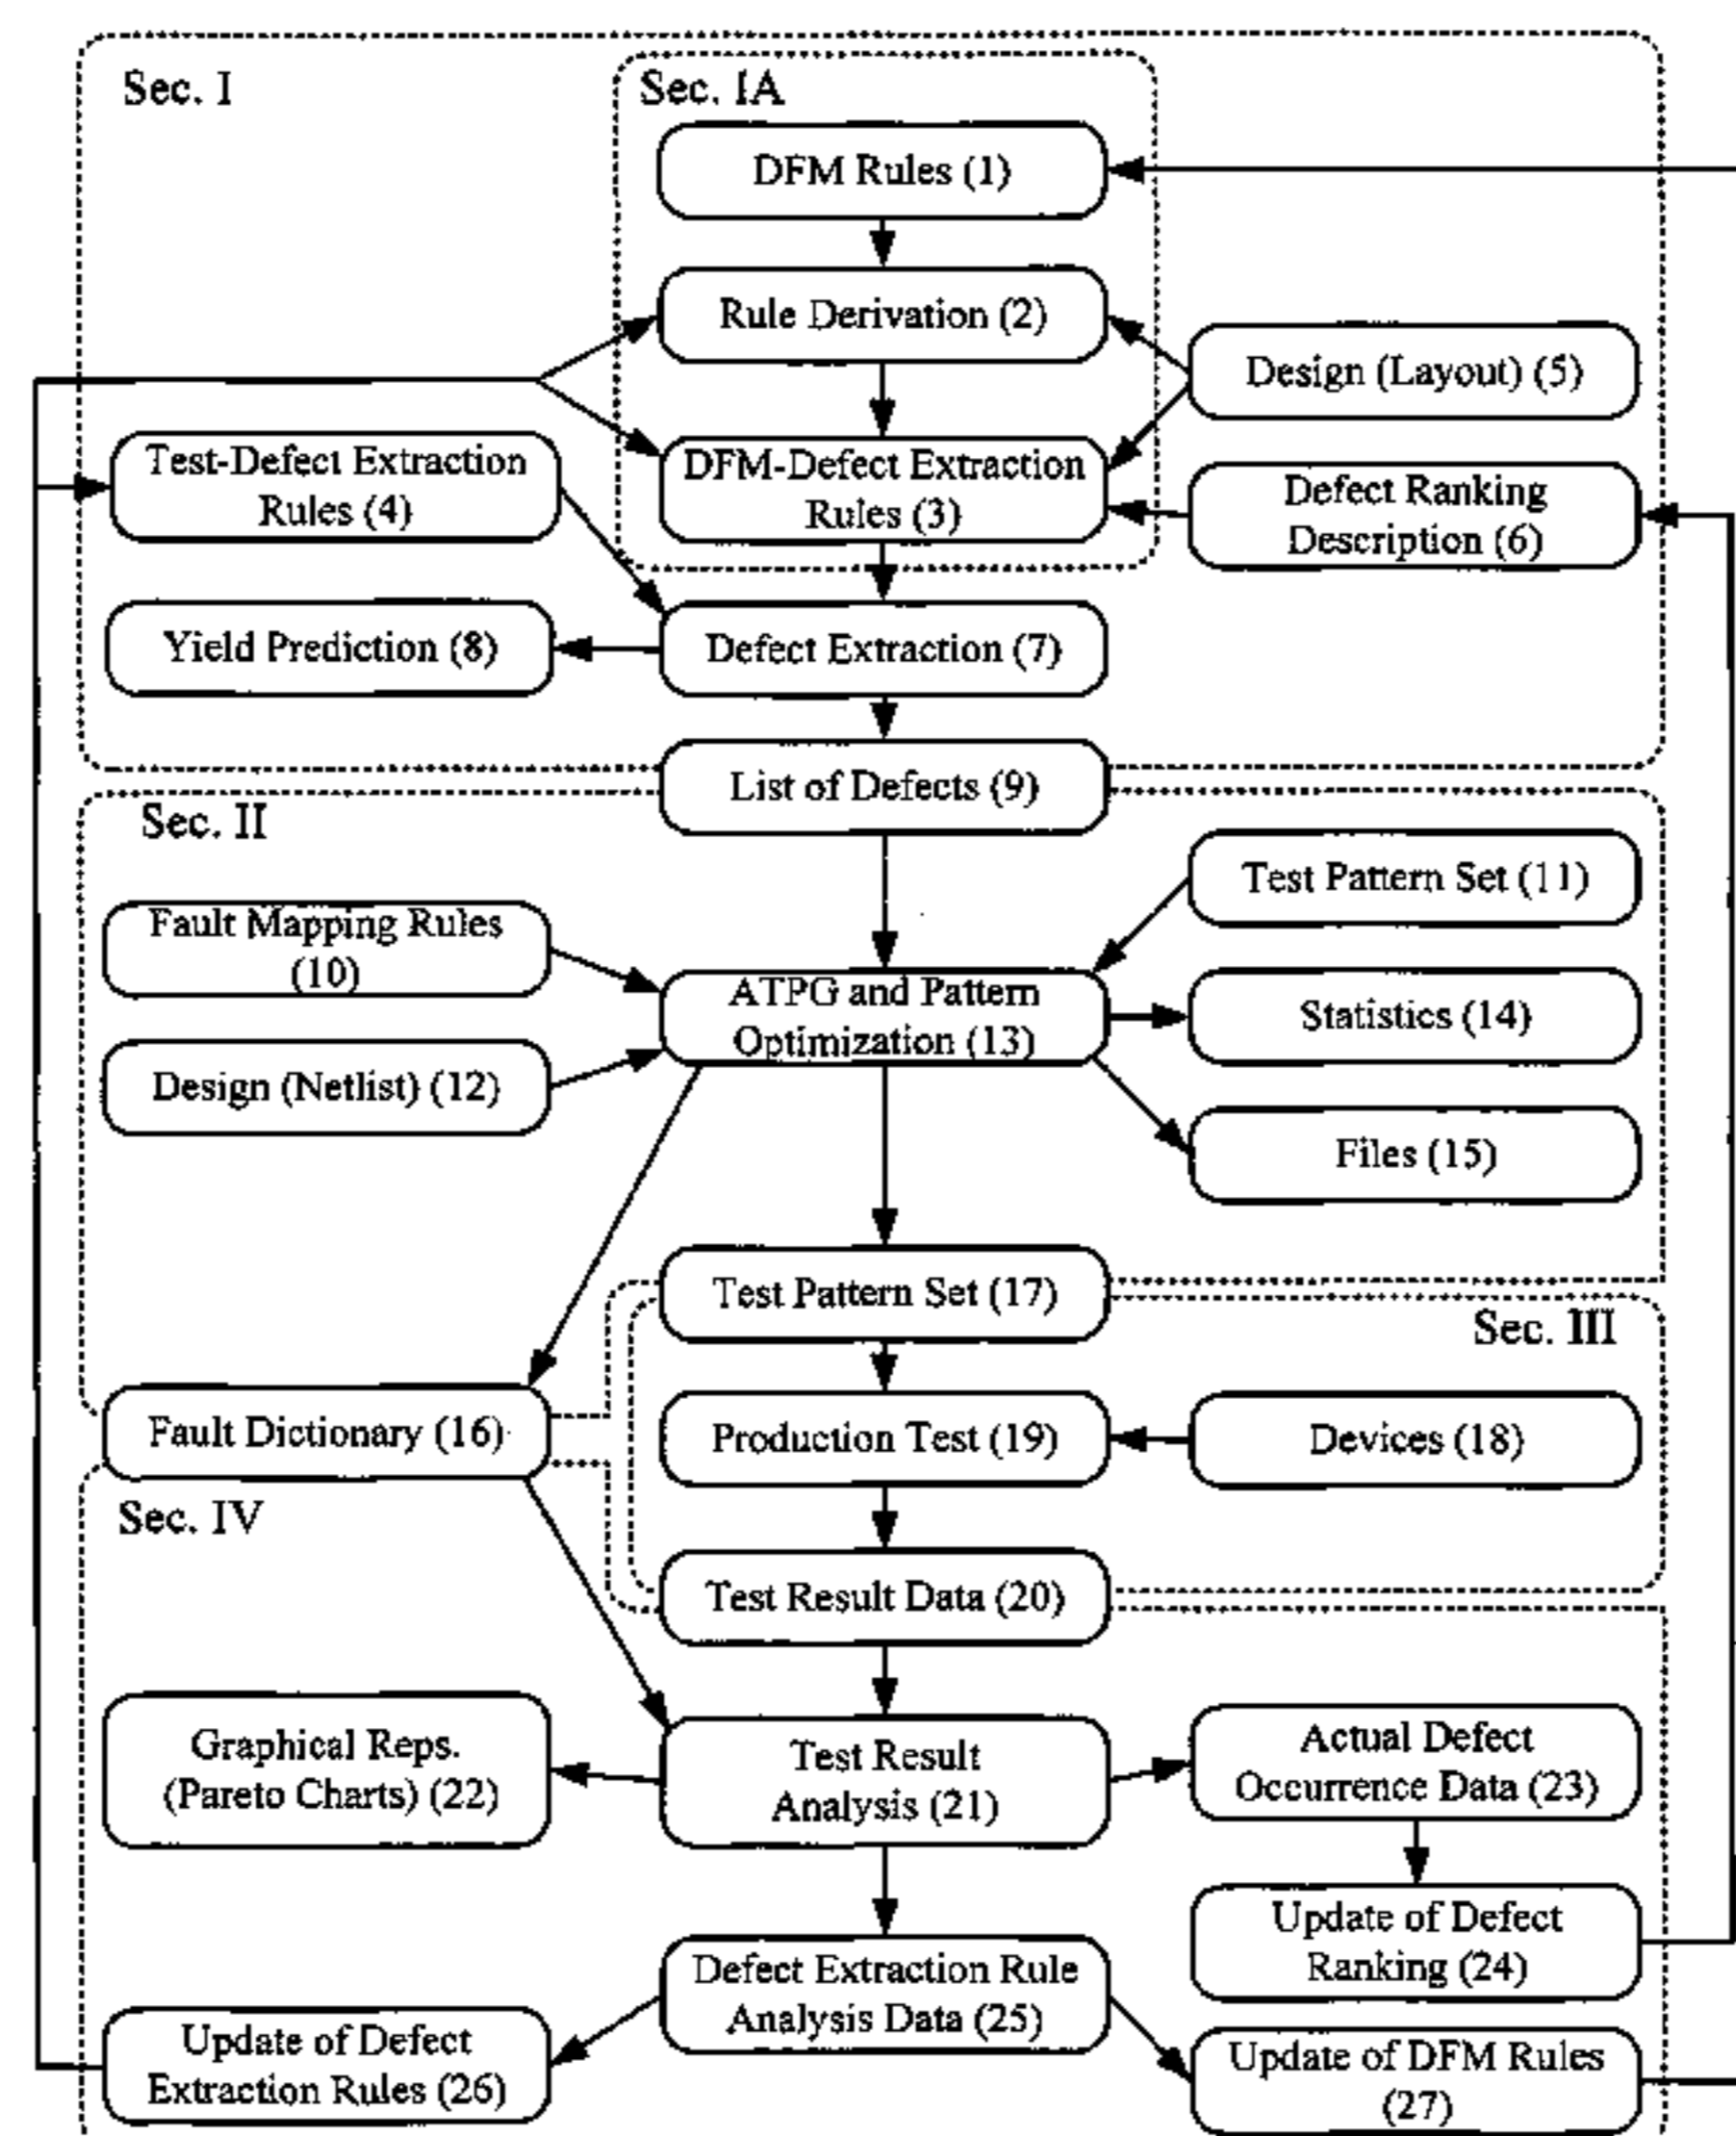 Sec. I
Sec. IA
DFM Rules (1)
Rule Derivation (2)
Design (Layout) (5)
Test-Defect Extraction
Rules (4)
DFM-Defect Extraction
Rules (3)
Defect Ranking
Description (6)
Yield Prediction (8)
Defect Extraction (7)
List of Defects (9)
Sec. II
Test Pattern Set (11)
Fault Mapping Rules
(10)
ATPG and Pattern
Optimization (13)
Statistics (14)
Design (Netlist) (12)
Files (15)
Test Pattern Set (17)
Sec. III
Fault Dictionary (16)
Production Test (19)
Devices (18)
Sec. IV
Test Result Data (20)
Graphical Reps.
(Pareto Charts) (22)
Test Result
Analysis (21)
Actual Defect
Occurrence Data (23)
Update of Defect
Ranking (24)
Defect Extraction Rule
Analysis Data (25)
Update of Defect
Extraction Rules (26)
Update of DFM Rules
(27)